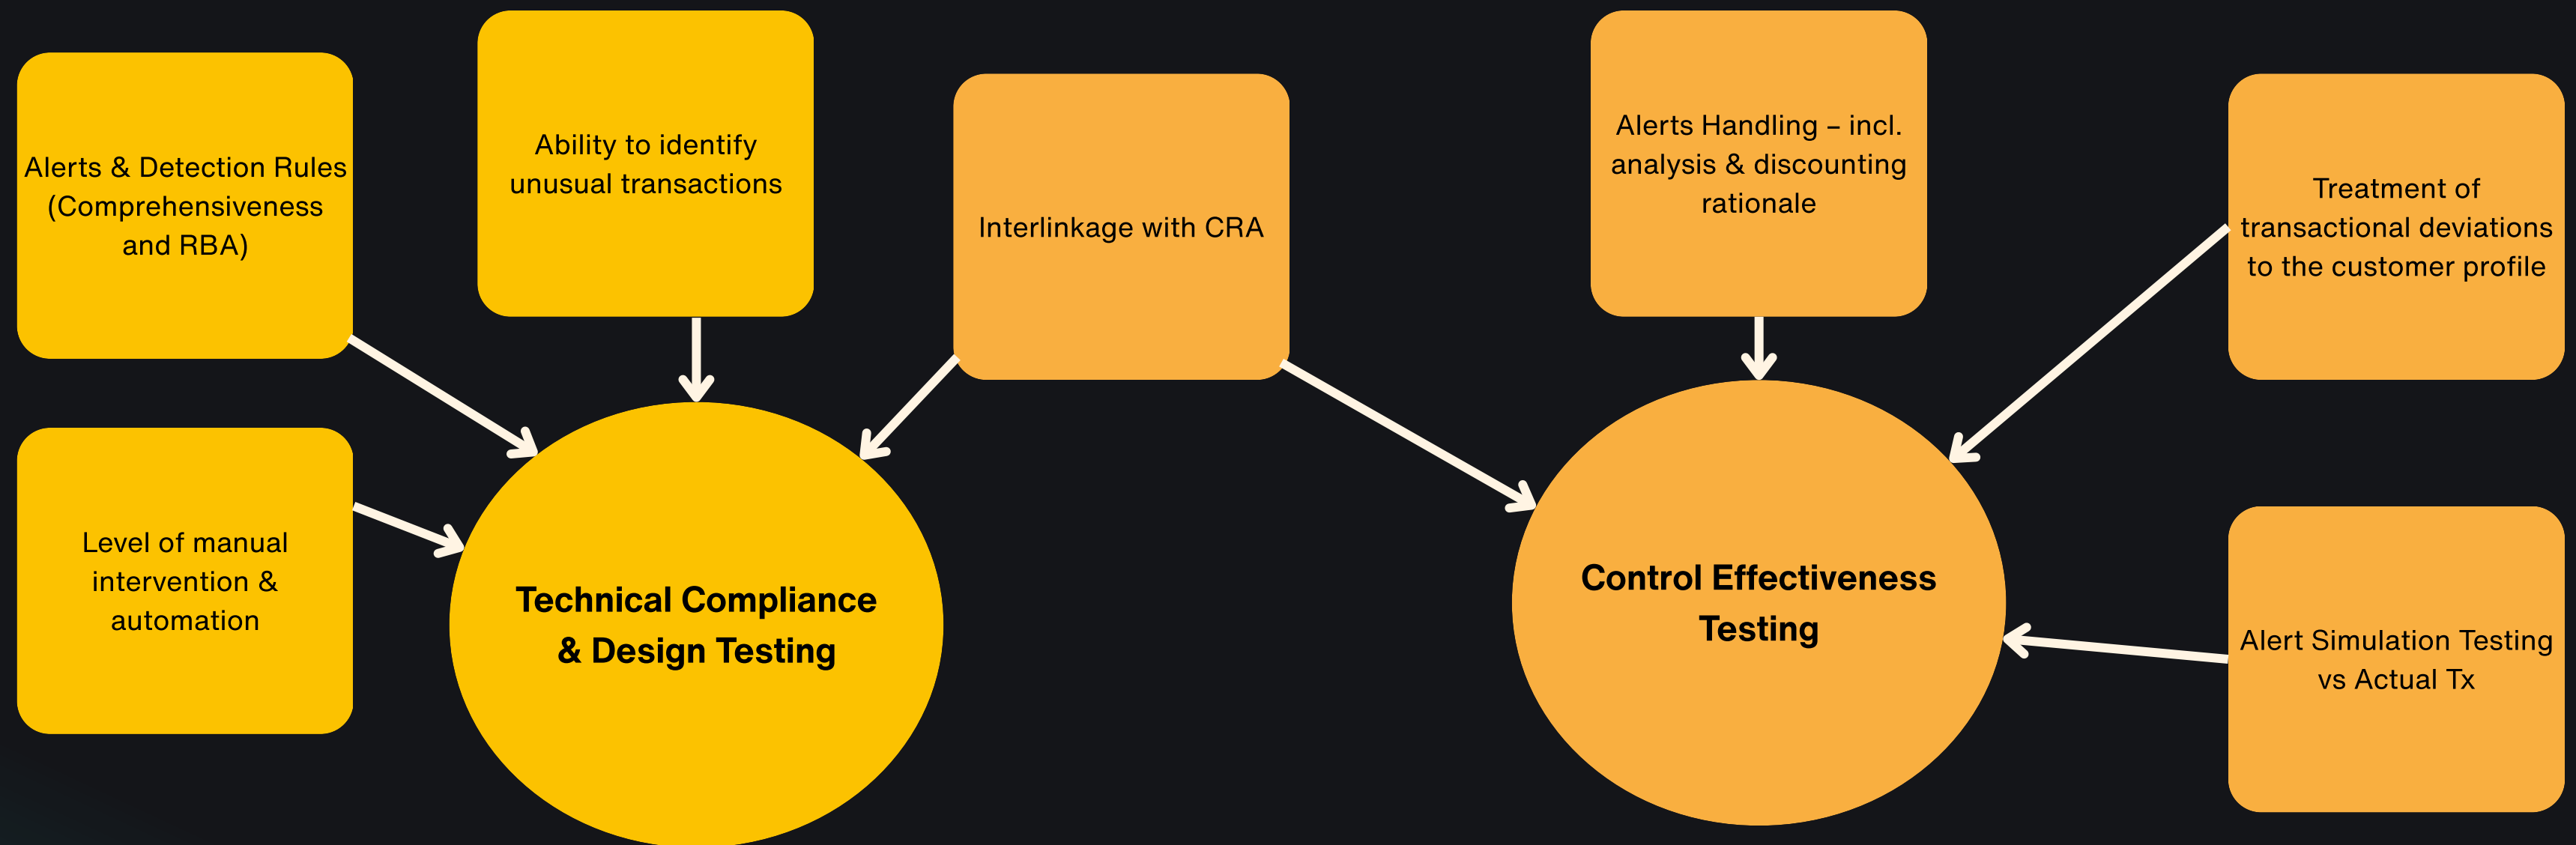 Alerts & Detection Rules
(Comprehensiveness
and RBA)
Ability to identify
unusual transactions
Interlinkage with CRA
Alerts Handling – incl.
analysis & discounting
rationale
Treatment of
transactional deviations
to the customer profile
Level of manual
intervention &
automation
Technical Compliance
& Design Testing
Control Effectiveness
Testing
Alert Simulation Testing
vs Actual Tx